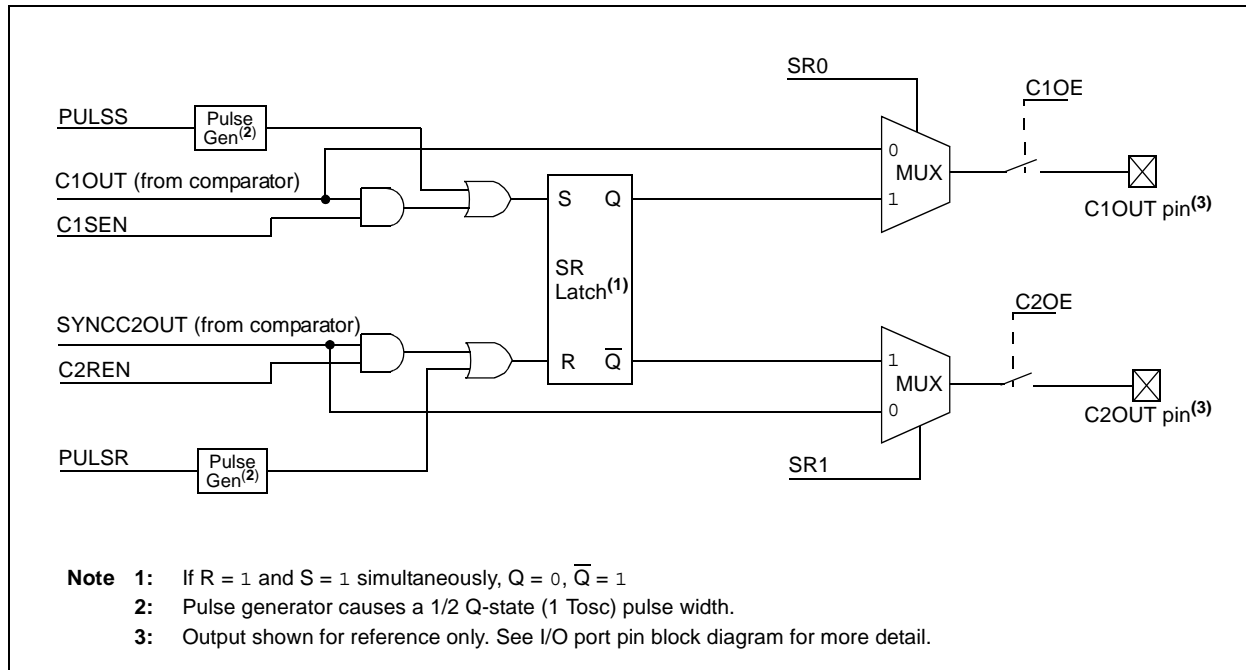 SR0
C1OE
PULSS
Pulse
Gen(2)
0
MUX
C1OUT (from comparator)
S Q
1
C1OUT pin(3)
C1SEN
SR
Latch(1)
C2OE
SYNCC2OUT (from comparator)
R Q̅
1
MUX
C2REN
0
C2OUT pin(3)
PULSR
Pulse
Gen(2)
SR1
Note 1: If R = 1 and S = 1 simultaneously, Q = 0, Q̅ = 1
2: Pulse generator causes a 1/2 Q-state (1 Tosc) pulse width.
3: Output shown for reference only. See I/O port pin block diagram for more detail.